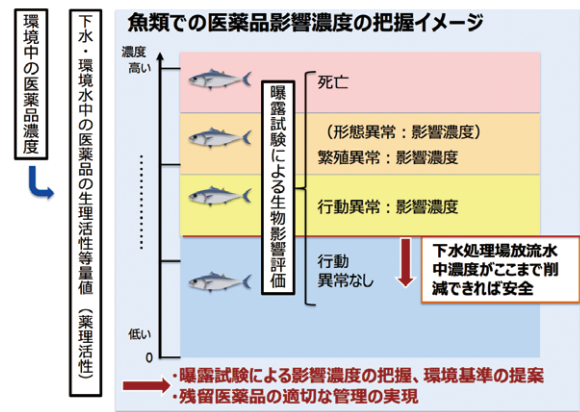 環境中の医薬品濃度
下水・環境水中の医薬品の生理活性等量値（薬理活性）
魚類での医薬品影響濃度の把握イメージ
濃度
高い
曝露試験による生物影響評価
死亡
（形態異常：影響濃度）
繁殖異常：影響濃度
行動異常：影響濃度
行動
異常なし
下水処理場放流水
中濃度がここまで削
減できれば安全
低い
0
・曝露試験による影響濃度の把握、環境基準の提案
・残留医薬品の適切な管理の実現